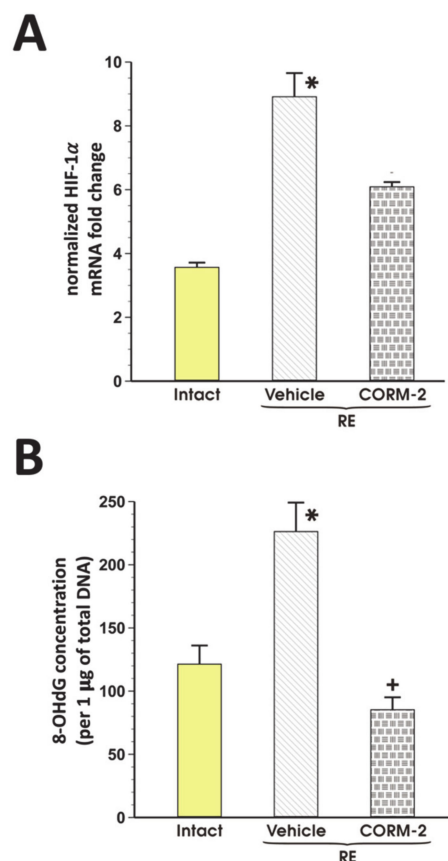 A
normalized HIF-1α
mRNA fold change
10
8
6
4
2
0
*
Intact
Vehicle
CORM-2
RE
B
8-OHdG concentration
(per 1 µg of total DNA)
250
200
150
100
50
0
*
+
Intact
Vehicle
CORM-2
RE